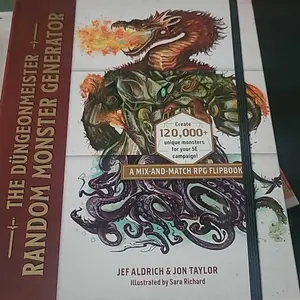 THE DÜNGEONMEISTER
RANDOM MONSTER GENERATOR
Create
120,000+
unique monsters
for your 5E
campaign!
A MIX-AND-MATCH RPG FLIPBOOK
JEF ALDRICH & JON TAYLOR
Illustrated by Sara Richard